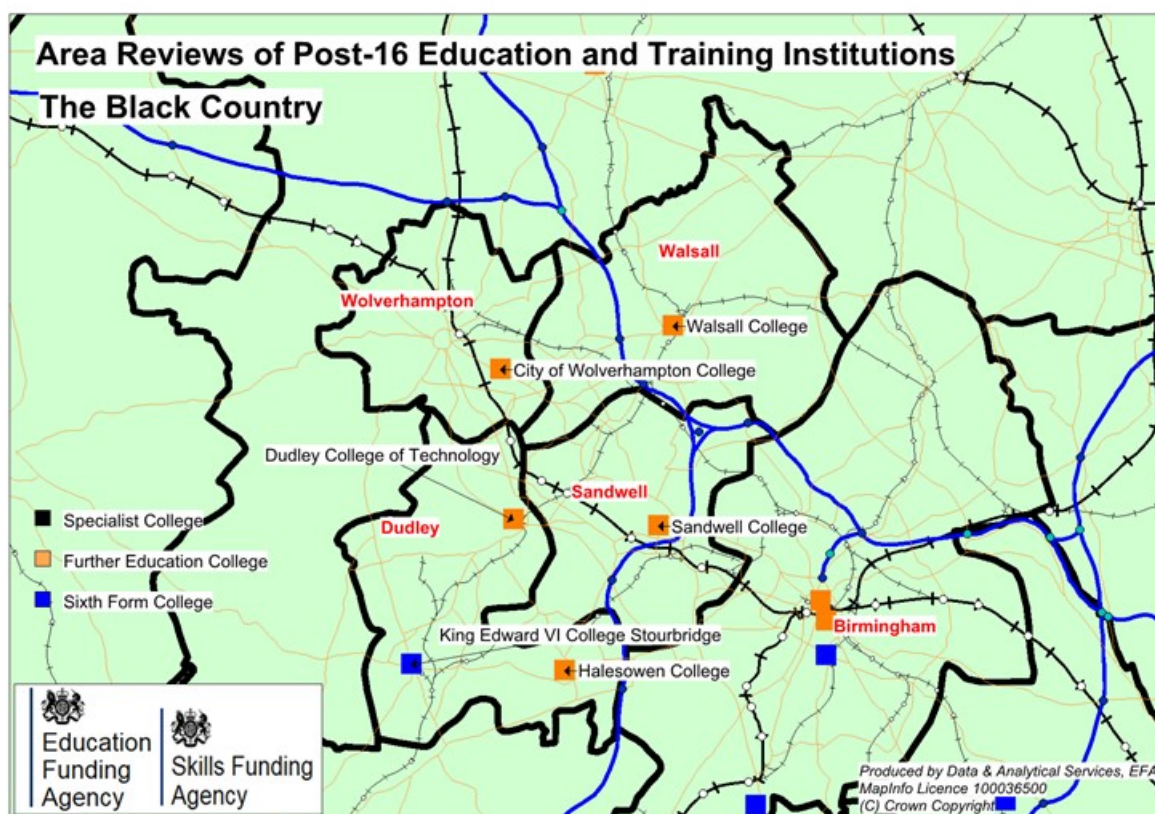 Area Reviews of Post-16 Education and Training Institutions
The Black Country
Walsall
Wolverhampton
Walsall College
City of Wolverhampton College
Dudley College of Technology
Sandwell
Dudley
Sandwell College
Specialist College
Further Education College
Sixth Form College
Birmingham
King Edward VI College Stourbridge
Halesowen College
Education
Funding
Agency
Skills Funding
Agency
Produced by Data & Analytical Services, EFA
MapInfo Licence 100036500
(C) Crown Copyright